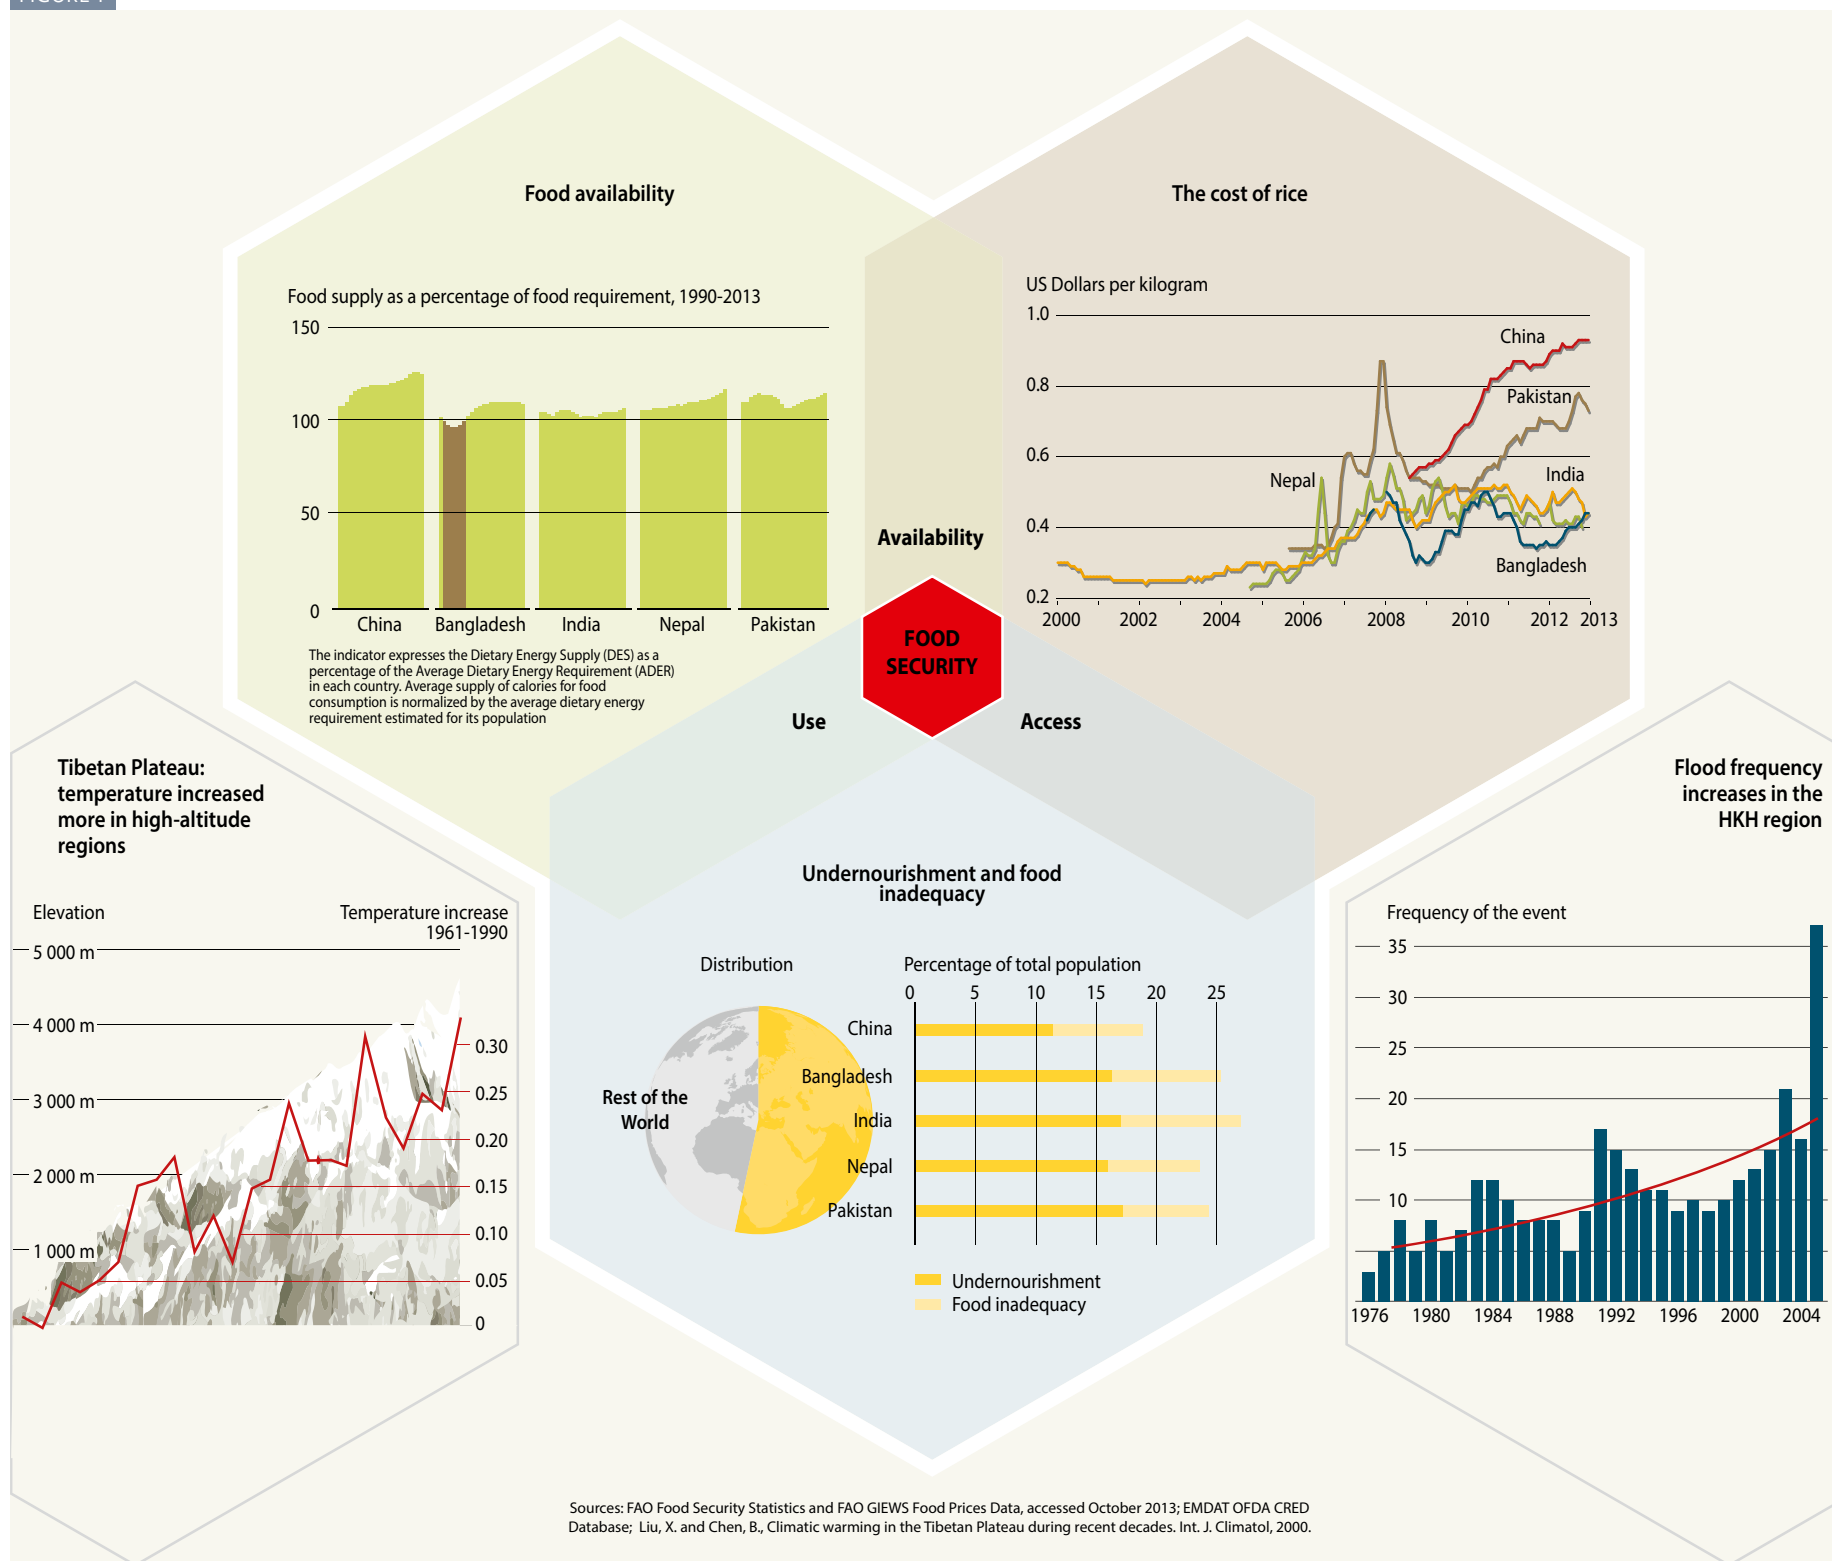 Food availability
Food supply as a percentage of food requirement, 1990-2013
150
100
50
0
China
Bangladesh
India
Nepal
Pakistan
The indicator expresses the Dietary Energy Supply (DES) as a
percentage of the Average Dietary Energy Requirement (ADER)
in each country. Average supply of calories for food
consumption is normalized by the average dietary energy
requirement estimated for its population
The cost of rice
US Dollars per kilogram
1.0
0.8
0.6
0.4
0.2
China
Pakistan
Nepal
India
Bangladesh
2000
2002
2004
2006
2008
2010
2012
2013
Availability
FOOD
SECURITY
Use
Access
Tibetan Plateau:
temperature increased
more in high-altitude
regions
Elevation
Temperature increase
1961-1990
5 000 m
4 000 m
3 000 m
2 000 m
1 000 m
0.30
0.25
0.20
0.15
0.10
0.05
0
Undernourishment and food
inadequacy
Distribution
Rest of the
World
Percentage of total population
0
5
10
15
20
25
China
Bangladesh
India
Nepal
Pakistan
Undernourishment
Food inadequacy
Flood frequency
increases in the
HKH region
Frequency of the event
35
30
25
20
15
10
1976
1980
1984
1988
1992
1996
2000
2004
Sources: FAO Food Security Statistics and FAO GIEWS Food Prices Data, accessed October 2013; EMDAT OFDA CRED
Database; Liu, X. and Chen, B., Climatic warming in the Tibetan Plateau during recent decades. Int. J. Climatol, 2000.